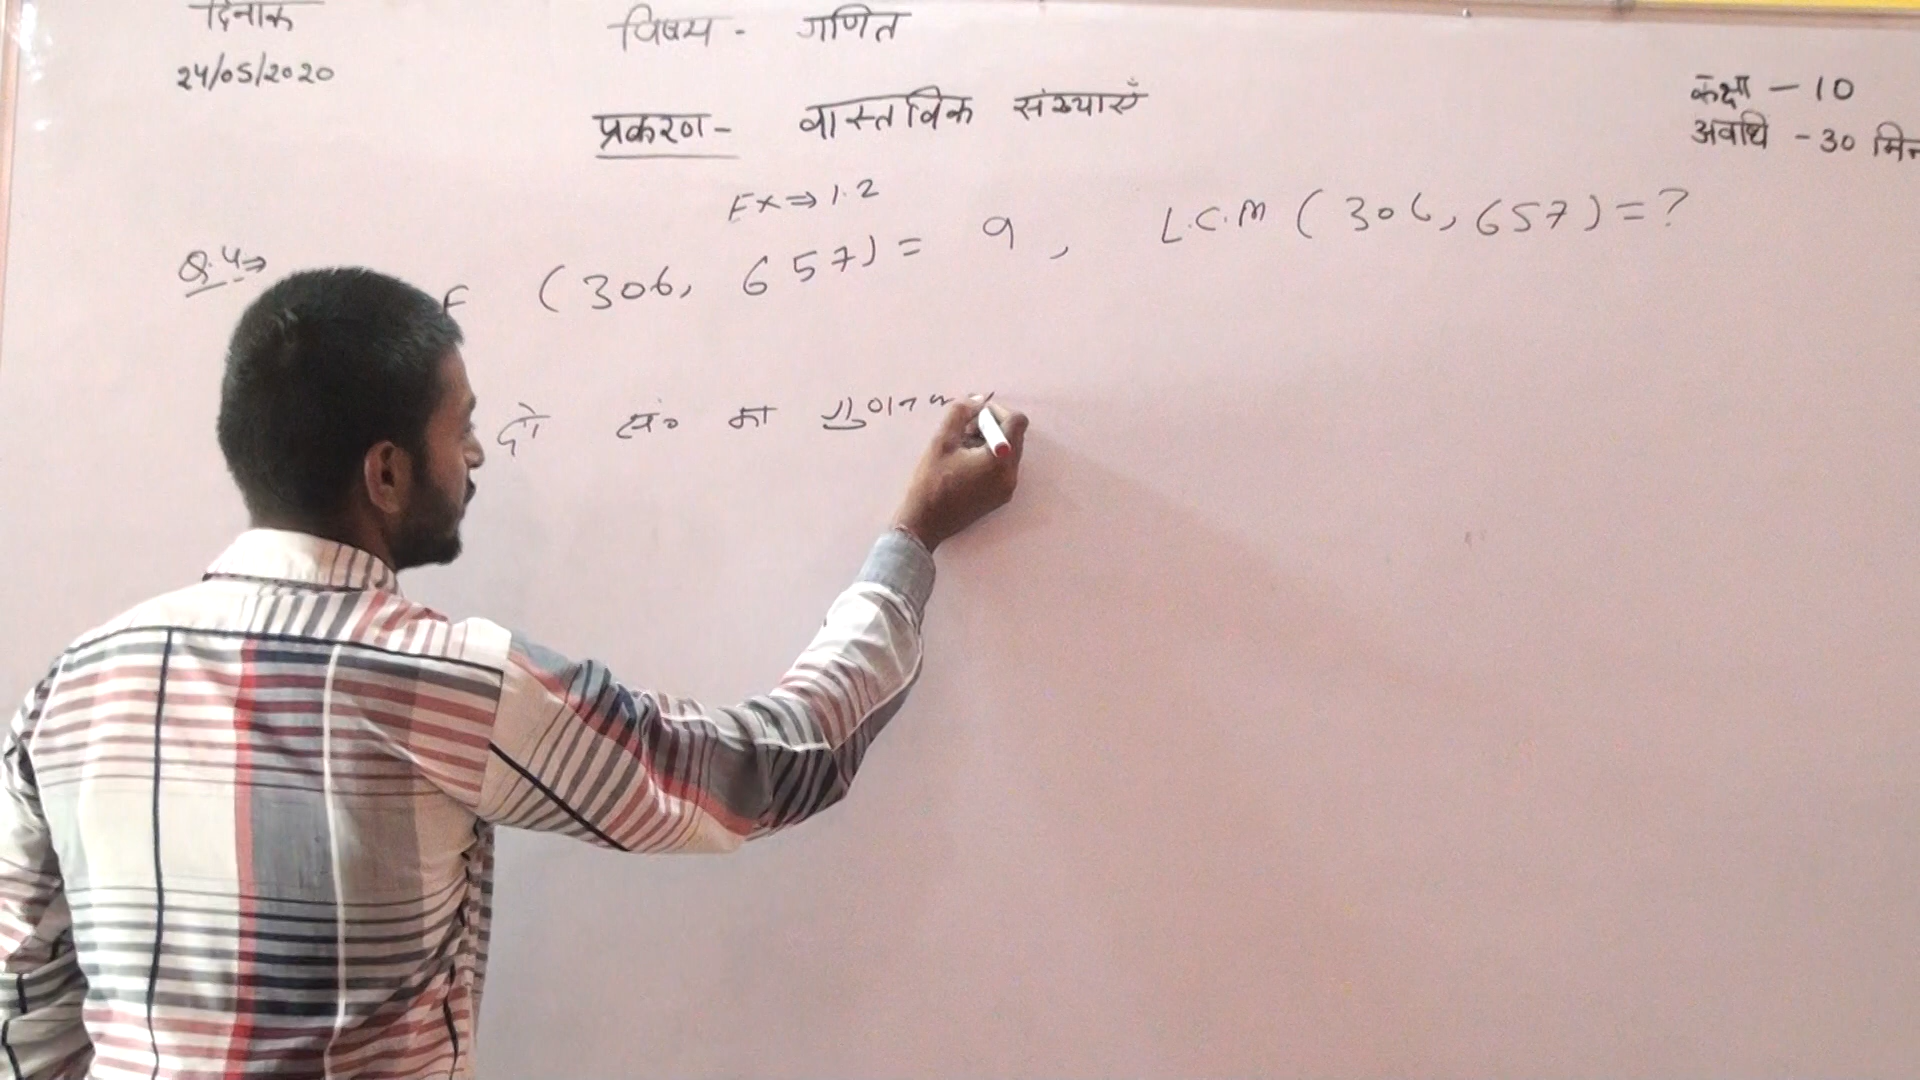 दिनांक
24/05/2020
विषय - गणित
प्रकरण- वास्तविक संख्याएँ
कक्षा - 10
अवधि - 30 मिन
Ex ⇒ 1.2
Q.4⇒ F (306, 657) = 9, L.C.M (306, 657) = ?
दो सं० का गुणनफ